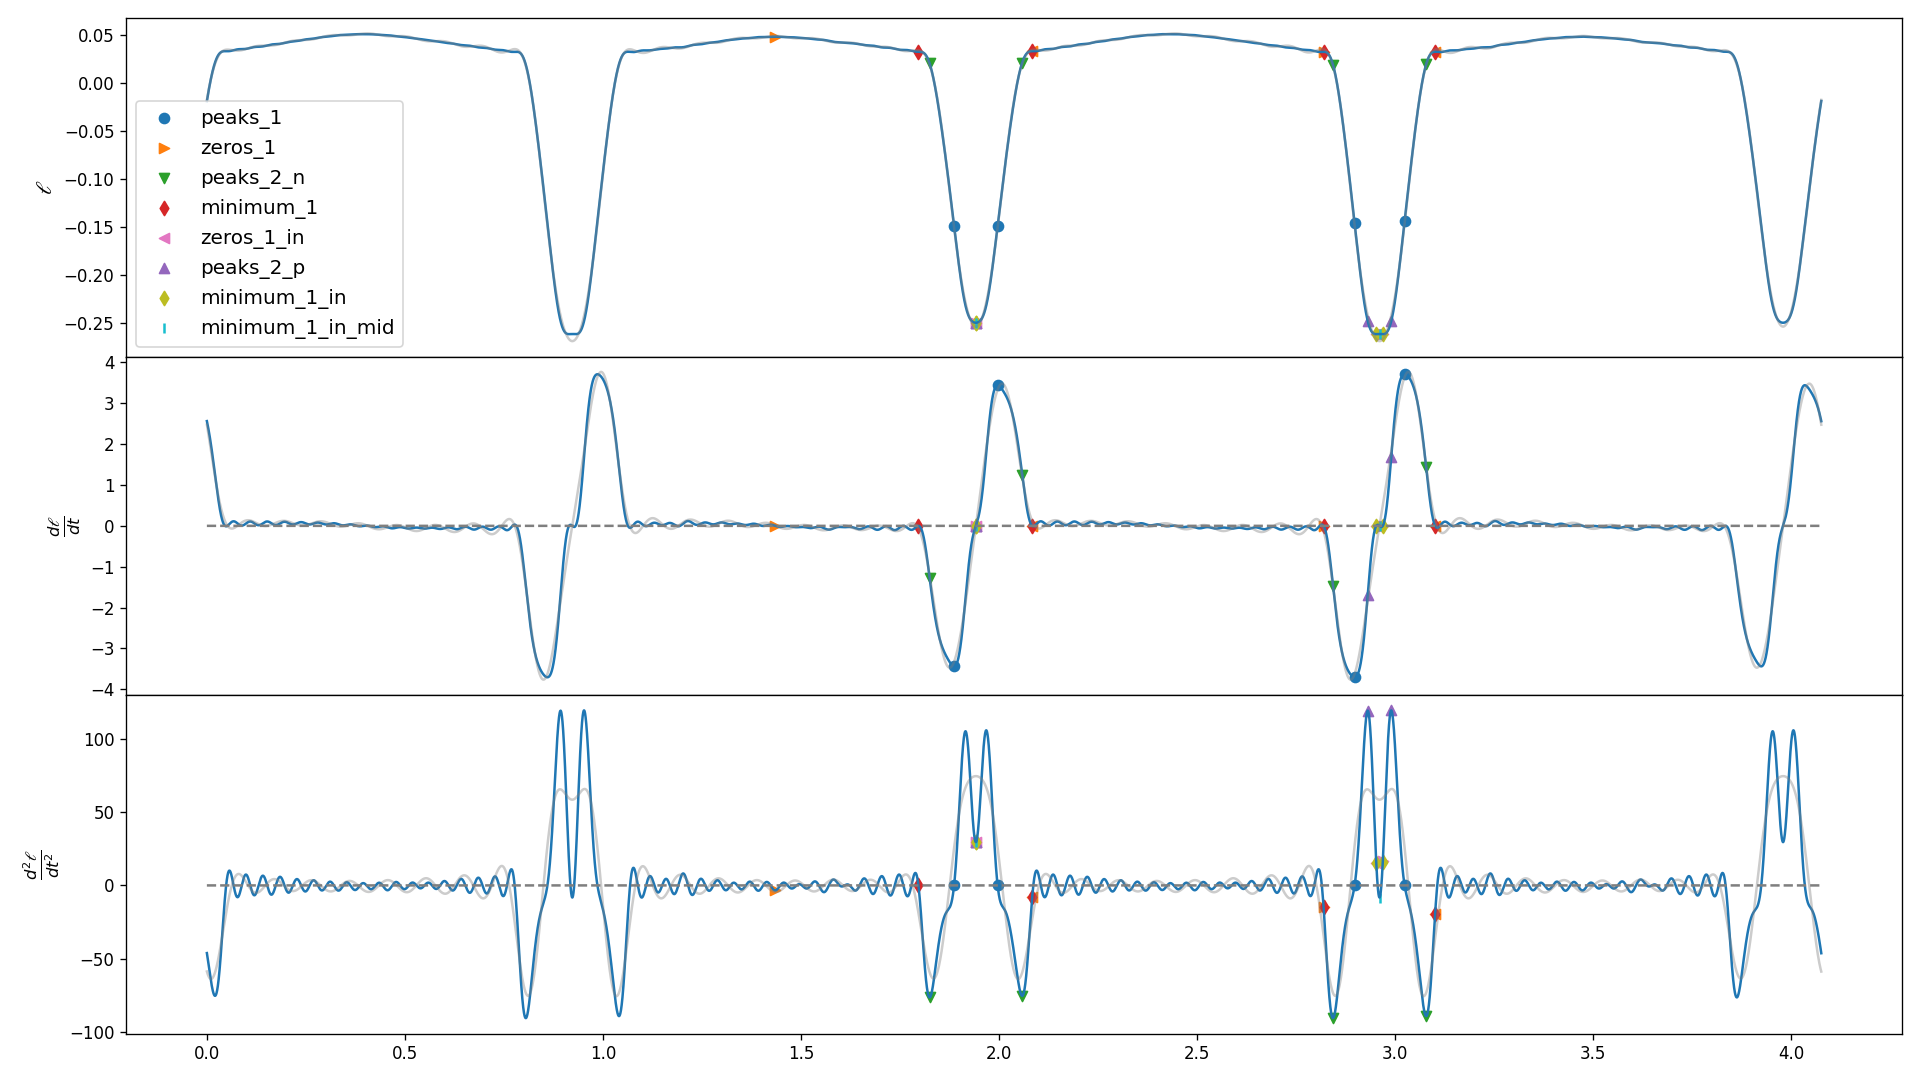 0.05
0.00
−0.05
−0.10
−0.15
−0.20
−0.25
ℓ
peaks_1
zeros_1
peaks_2_n
minimum_1
zeros_1_in
peaks_2_p
minimum_1_in
minimum_1_in_mid
4
3
2
1
0
−1
−2
−3
−4
dℓ
dt
100
50
0
−50
−100
d²ℓ
dt²
0.0 0.5 1.0 1.5 2.0 2.5 3.0 3.5 4.0